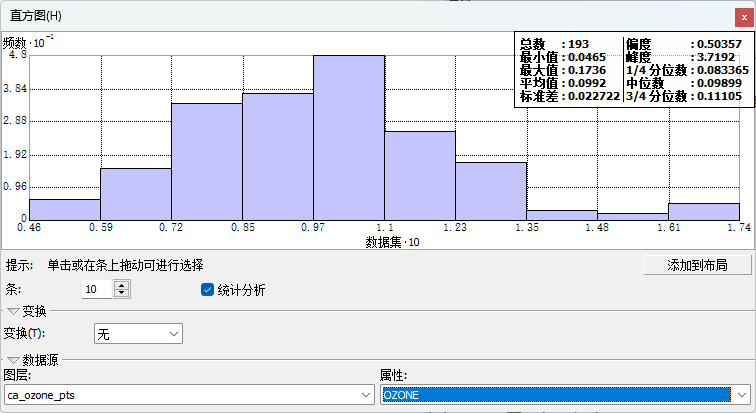 直方图(H)
x
频数·10⁻¹
总数 : 193 偏度 : 0.50357
最小值 : 0.0465 峰度 : 3.7192
最大值 : 0.1736 1/4 分位数 : 0.083365
平均值 : 0.0992 中位数 : 0.09899
标准差 : 0.022722 3/4 分位数 : 0.11105
4.8
3.84
2.88
1.92
0.96
0
0.46 0.59 0.72 0.85 0.97 1.1 1.23 1.35 1.48 1.61 1.74
数据集·10
提示: 单击或在条上拖动可进行选择
添加到布局
条: 10 统计分析
变换
变换(T): 无
数据源
图层: 属性:
ca_ozone_pts OZONE